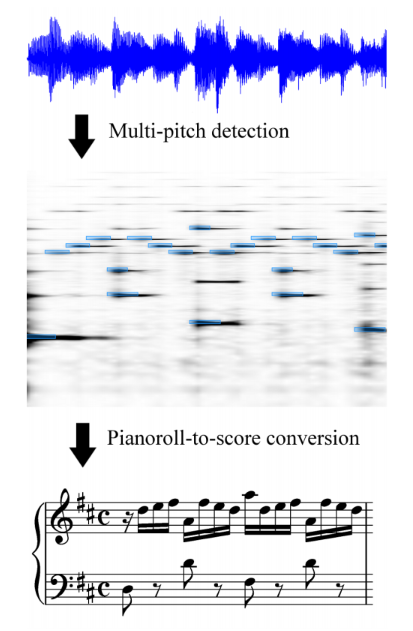 Multi-pitch detection
Pianoroll-to-score conversion